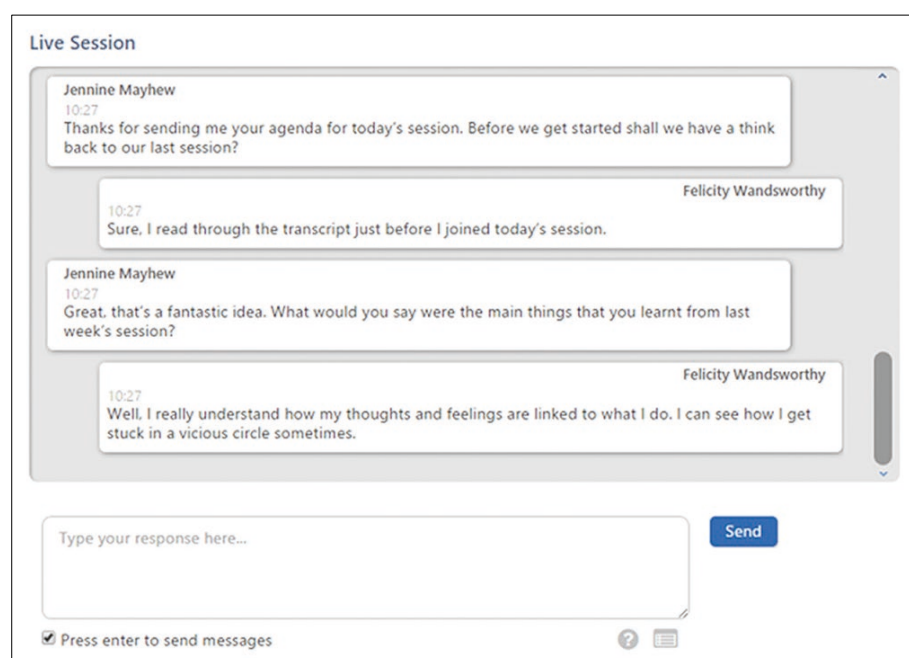 Live Session
Jennine Mayhew
10:27
Thanks for sending me your agenda for today's session. Before we get started shall we have a think
back to our last session?
Felicity Wandsworthy
10:27
Sure, I read through the transcript just before I joined today's session.
Jennine Mayhew
10:27
Great, that's a fantastic idea. What would you say were the main things that you learnt from last
week's session?
Felicity Wandsworthy
10:27
Well, I really understand how my thoughts and feelings are linked to what I do. I can see how I get
stuck in a vicious circle sometimes.
Type your response here...
Send
Press enter to send messages
?